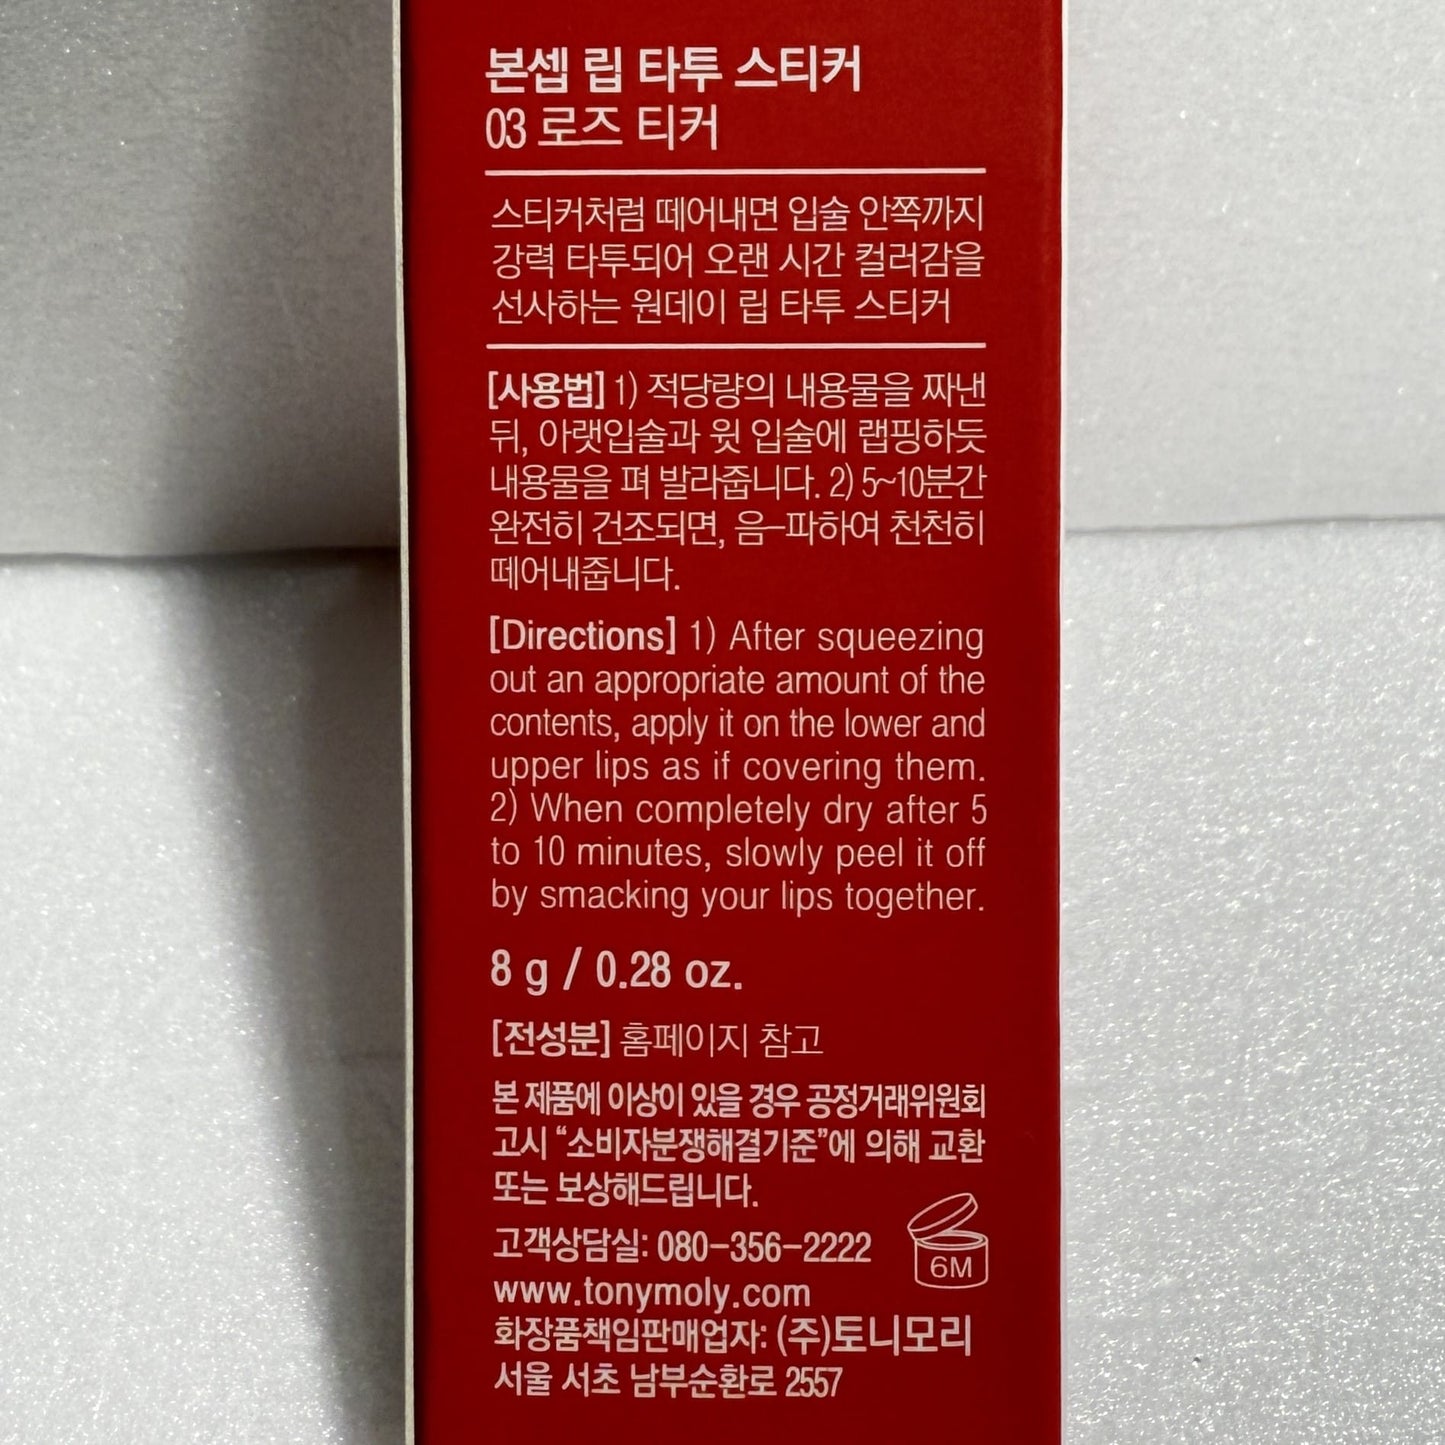 본셉 립 타투 스티커
03 로즈 티커
스티커처럼 떼어내면 입술 안쪽까지
강력 타투되어 오랜 시간 컬러감을
선사하는 원데이 립 타투 스티커
[사용법] 1) 적당량의 내용물을 짜낸
뒤, 아랫입술과 윗 입술에 랩핑하듯
내용물을 펴 발라줍니다. 2) 5~10분간
완전히 건조되면, 음-파하여 천천히
떼어내줍니다.
[Directions] 1) After squeezing
out an appropriate amount of the
contents, apply it on the lower and
upper lips as if covering them.
2) When completely dry after 5
to 10 minutes, slowly peel it off
by smacking your lips together.
8 g / 0.28 oz.
[전성분] 홈페이지 참고
본 제품에 이상이 있을 경우 공정거래위원회
고시 “소비자분쟁해결기준”에 의해 교환
또는 보상해드립니다.
고객상담실: 080-356-2222
www.tonymoly.com
6M
화장품책임판매업자: (주)토니모리
서울 서초 남부순환로 2557